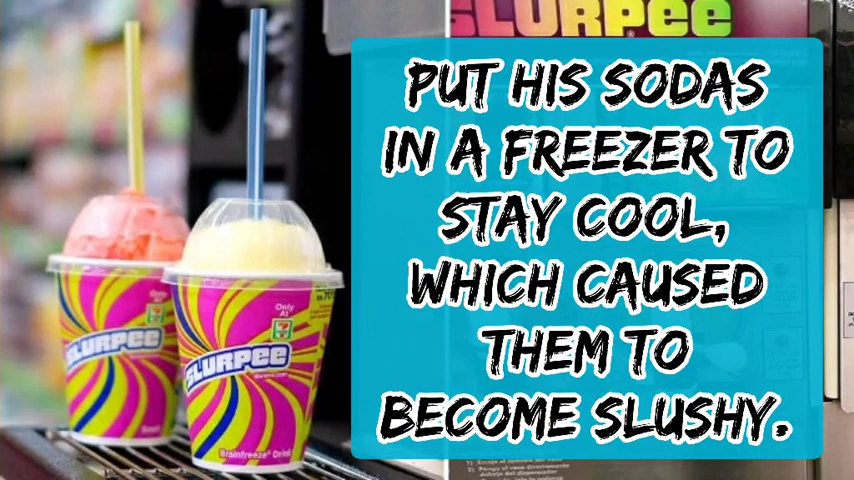 SLURPEE
PUT HIS SODAS
IN A FREEZER TO
STAY COOL,
WHICH CAUSED
THEM TO
BECOME SLUSHY.
Only
At
SLURPEE
Brainfreeze® Drink
SLURPEE
Small